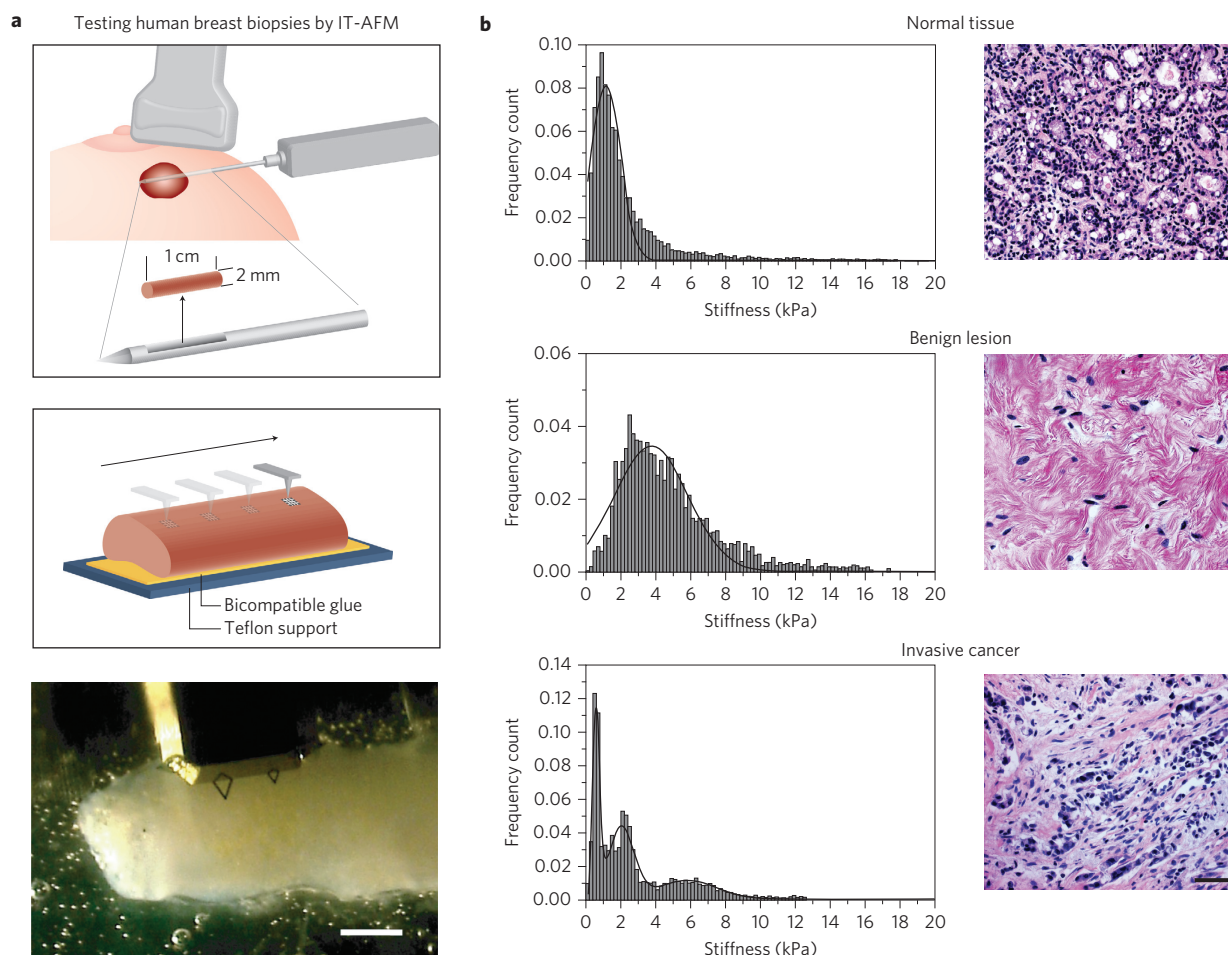 a
Testing human breast biopsies by IT-AFM
1 cm
2 mm
Bicompatible glue
Teflon support
b
Normal tissue
0.10
0.08
0.06
0.04
0.02
0.00
Frequency count
0 2 4 6 8 10 12 14 16 18 20
Stiffness (kPa)
Benign lesion
0.06
0.04
0.02
0.00
Frequency count
0 2 4 6 8 10 12 14 16 18 20
Stiffness (kPa)
Invasive cancer
0.14
0.12
0.10
0.08
0.06
0.04
0.02
0.00
Frequency count
0 2 4 6 8 10 12 14 16 18 20
Stiffness (kPa)